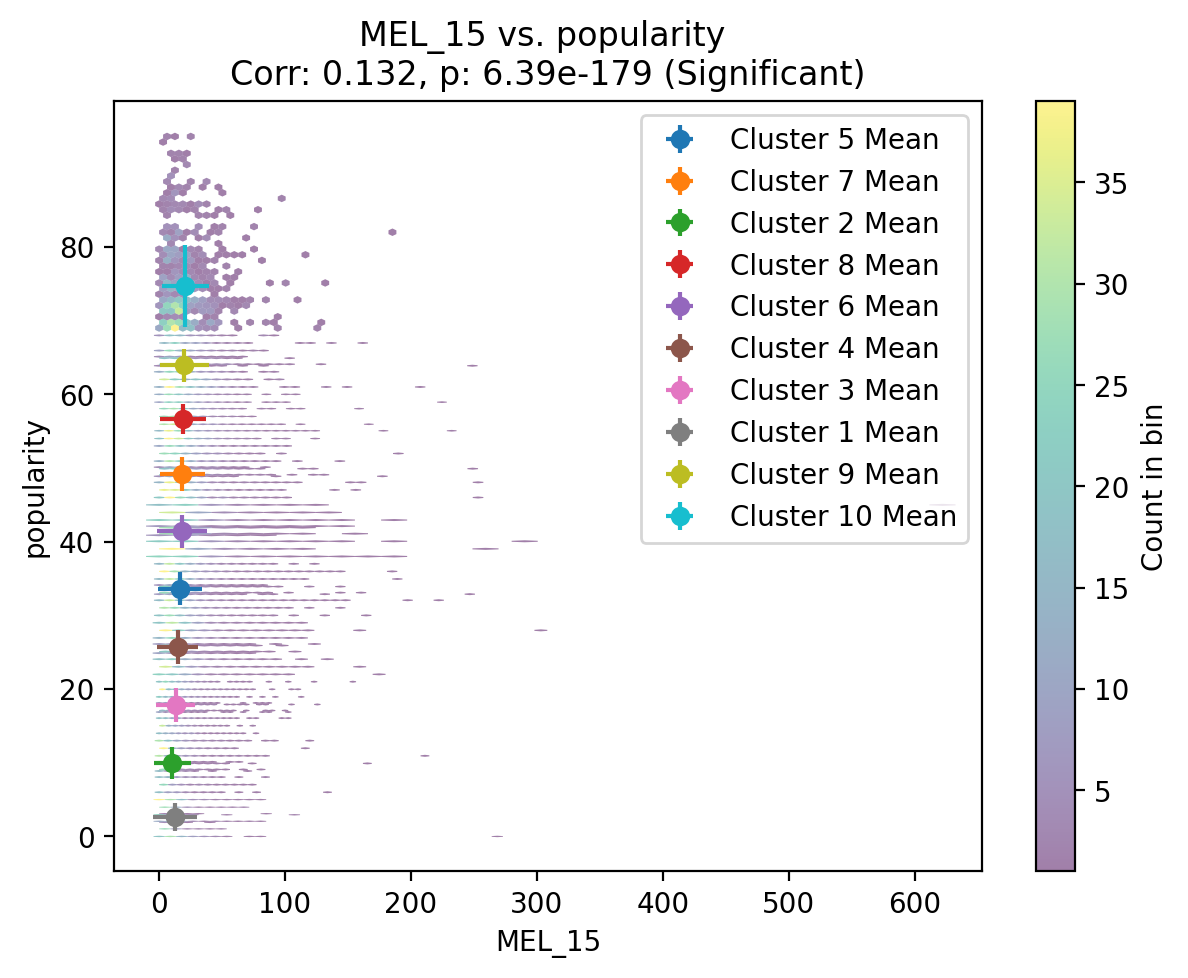 MEL_15 vs. popularity
Corr: 0.132, p: 6.39e-179 (Significant)
popularity
80
60
40
20
0
0 100 200 300 400 500 600
MEL_15
Cluster 5 Mean
Cluster 7 Mean
Cluster 2 Mean
Cluster 8 Mean
Cluster 6 Mean
Cluster 4 Mean
Cluster 3 Mean
Cluster 1 Mean
Cluster 9 Mean
Cluster 10 Mean
35
30
25
20
15
10
5
Count in bin